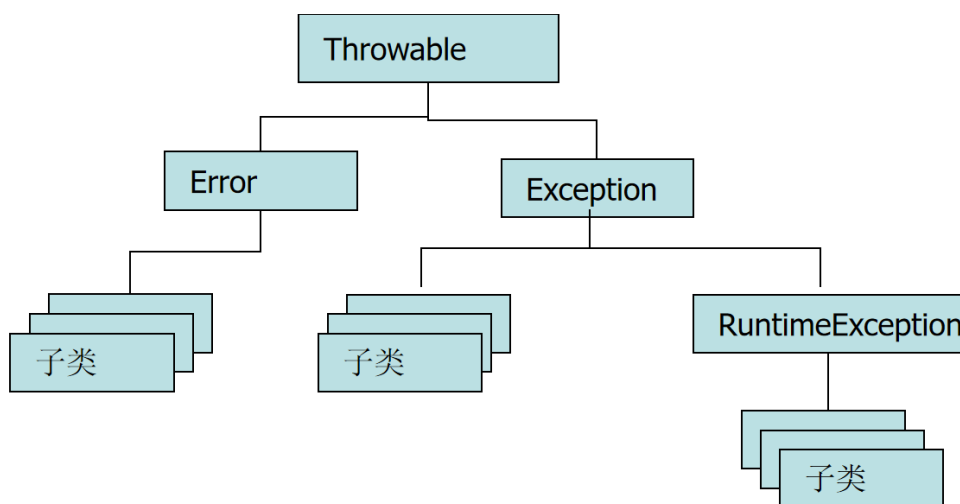 Throwable
Error
Exception
子类
子类
RuntimeException
子类